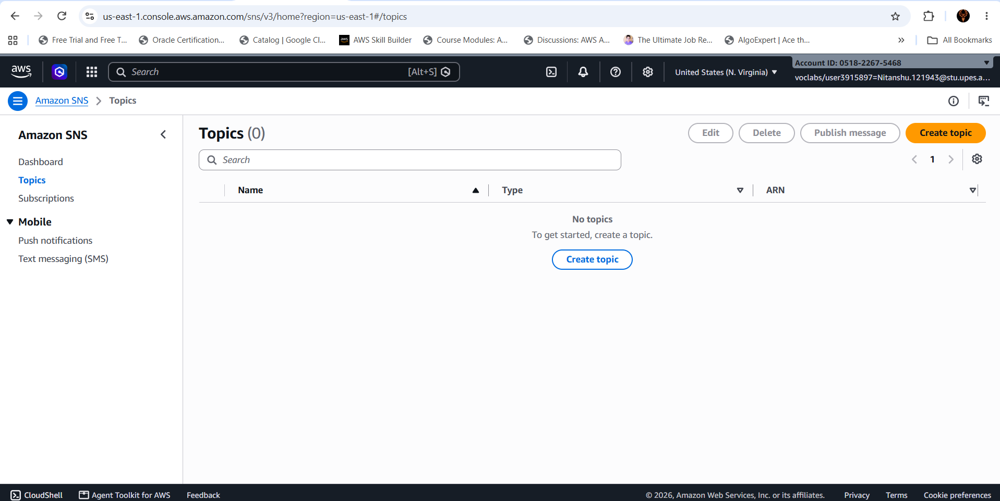 us-east-1.console.aws.amazon.com/sns/v3/home?region=us-east-1#/topics
Free Trial and Free T... Oracle Certification... Catalog | Google Cl... aws AWS Skill Builder Course Modules: A... Discussions: AWS A... The Ultimate Job Re... AlgoExpert | Ace th... » All Bookmarks
aws Search [Alt+S] United States (N. Virginia) Account ID: 0518-2267-5468
voclabs/user3915897=Nitanshu.121943@stu.upes.a...
Amazon SNS > Topics
Amazon SNS
Dashboard
Topics
Subscriptions
Mobile
Push notifications
Text messaging (SMS)
Topics (0) Edit Delete Publish message Create topic
Search 1
Name Type ARN
No topics
To get started, create a topic.
Create topic
CloudShell Agent Toolkit for AWS Feedback © 2026, Amazon Web Services, Inc. or its affiliates. Privacy Terms Cookie preferences